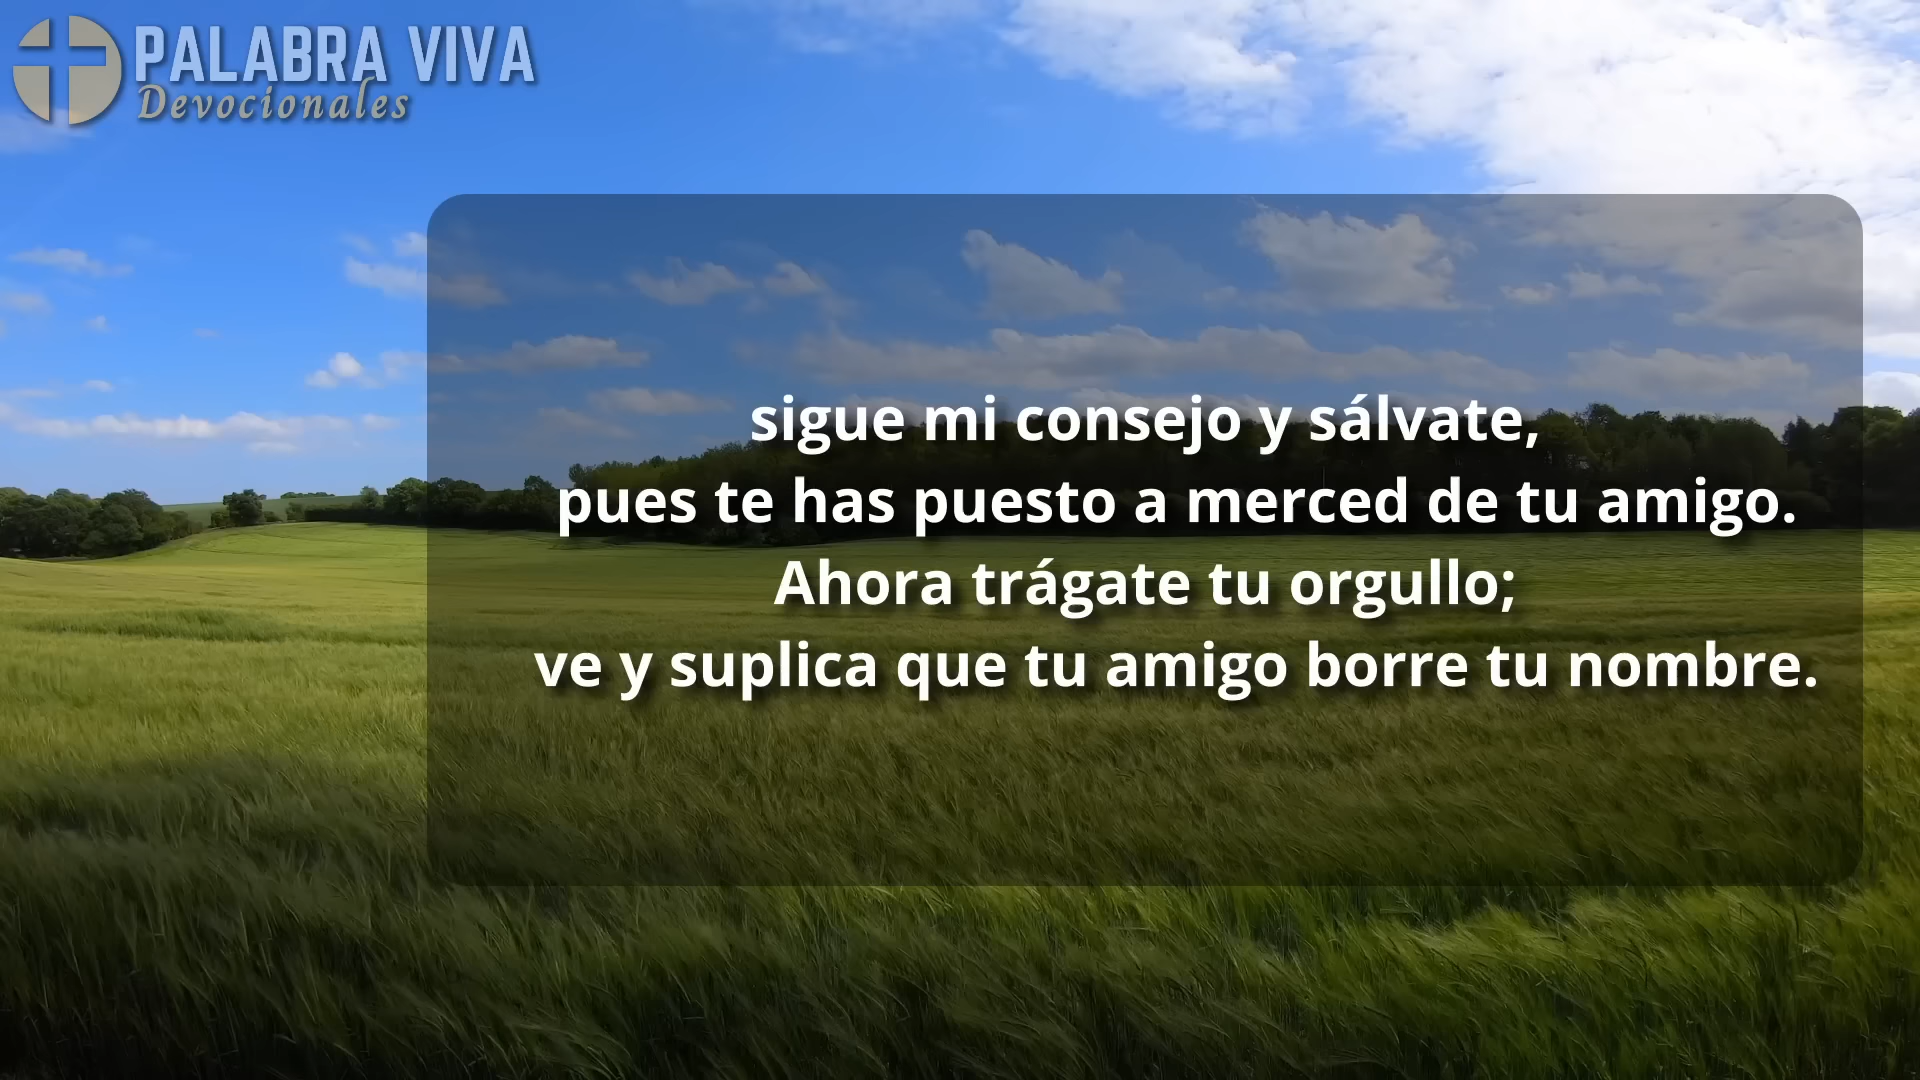 PALABRA VIVA
Devocionales
sigue mi consejo y sálvate,
pues te has puesto a merced de tu amigo.
Ahora trágate tu orgullo;
ve y suplica que tu amigo borre tu nombre.